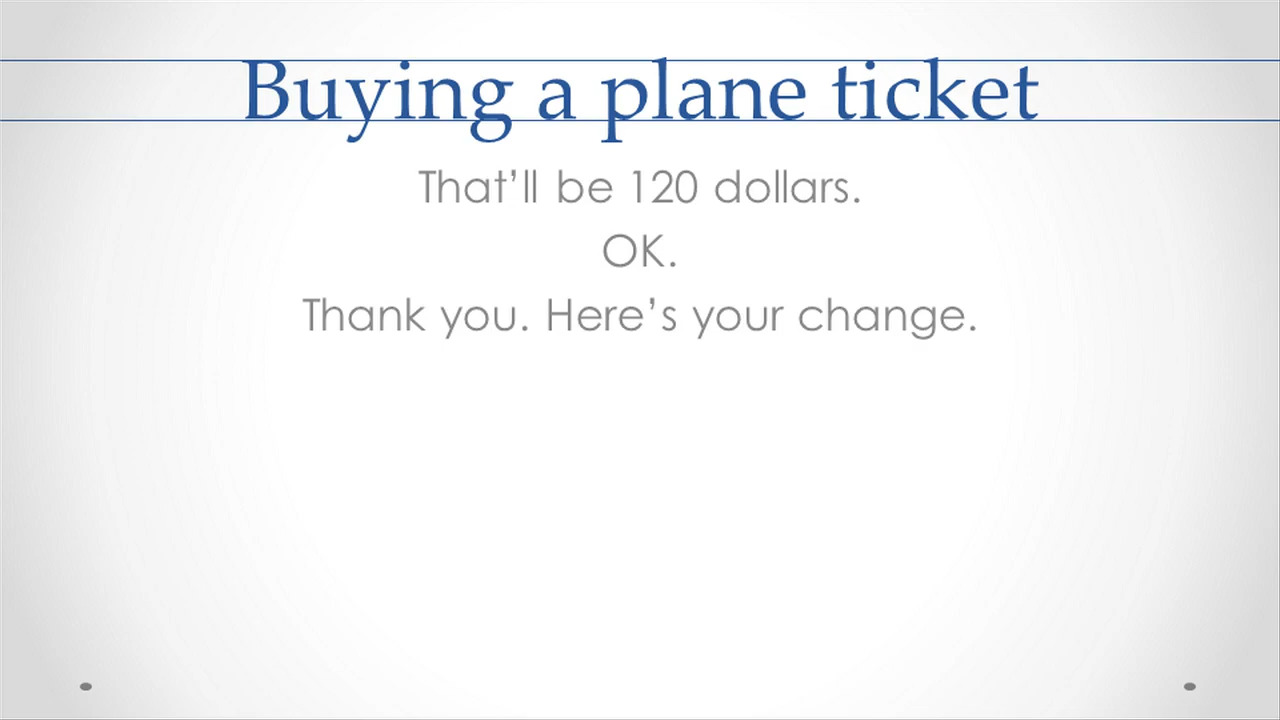 Buying a plane ticket
That’ll be 120 dollars.
OK.
Thank you. Here’s your change.